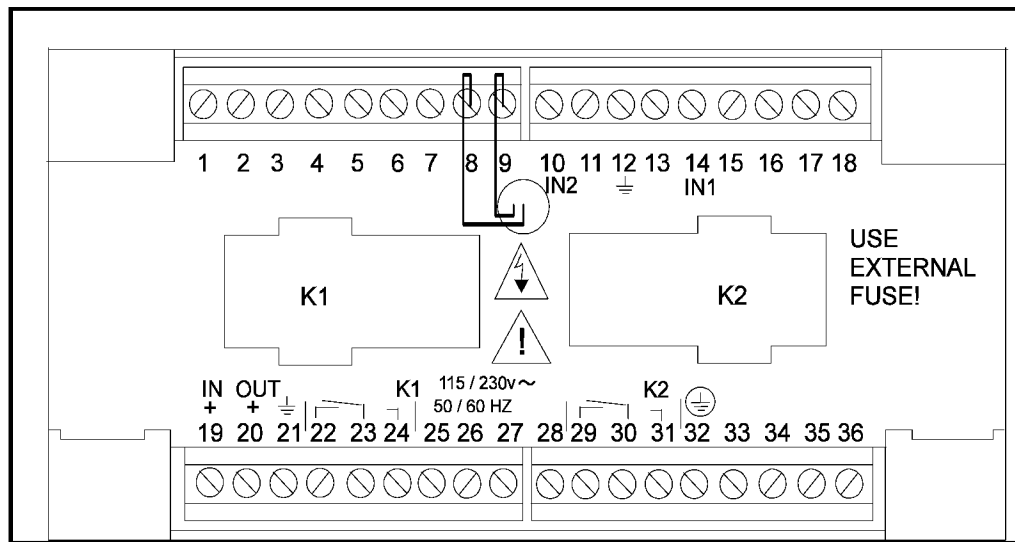 1 2 3 4 5 6 7 8 9 10 11 12 13 14 15 16 17 18
IN2 IN1
USE
EXTERNAL
FUSE!
K1 K2
!
IN OUT K1 115 / 230v~ K2
+ + 50 / 60 HZ
19 20 21 22 23 24 25 26 27 28 29 30 31 32 33 34 35 36